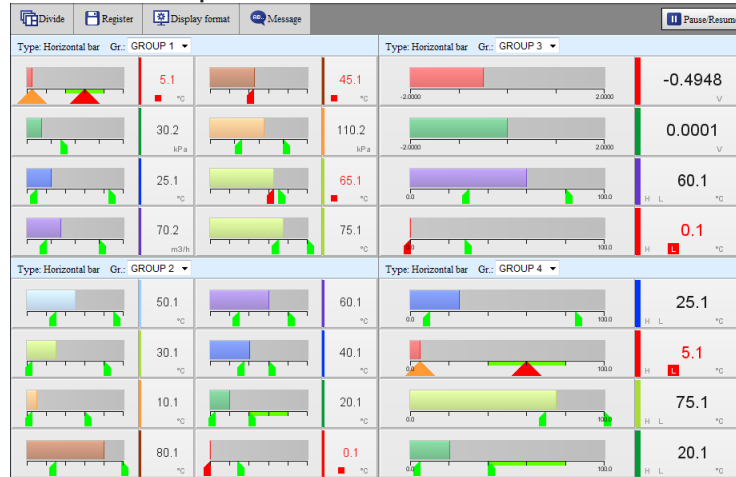 Divide Register Display format Message Pause/Resume
Type: Horizontal bar Gr.: GROUP 1
5.1 °C 45.1 °C
30.2 kPa 110.2 kPa
25.1 °C 65.1 °C
70.2 m3/h 75.1 °C
Type: Horizontal bar Gr.: GROUP 3
-2.0000 2.0000 -0.4948 V
-2.0000 2.0000 0.0001 V
0.0 100.0 60.1 H L °C
100.0 0.1 H L °C
Type: Horizontal bar Gr.: GROUP 2
50.1 °C 60.1 °C
30.1 °C 40.1 °C
10.1 °C 20.1 °C
80.1 °C 0.1 °C
Type: Horizontal bar Gr.: GROUP 4
0.0 100.0 25.1 H L °C
0.0 100.0 5.1 H L °C
0.0 100.0 75.1 H L °C
0.0 100.0 20.1 H L °C